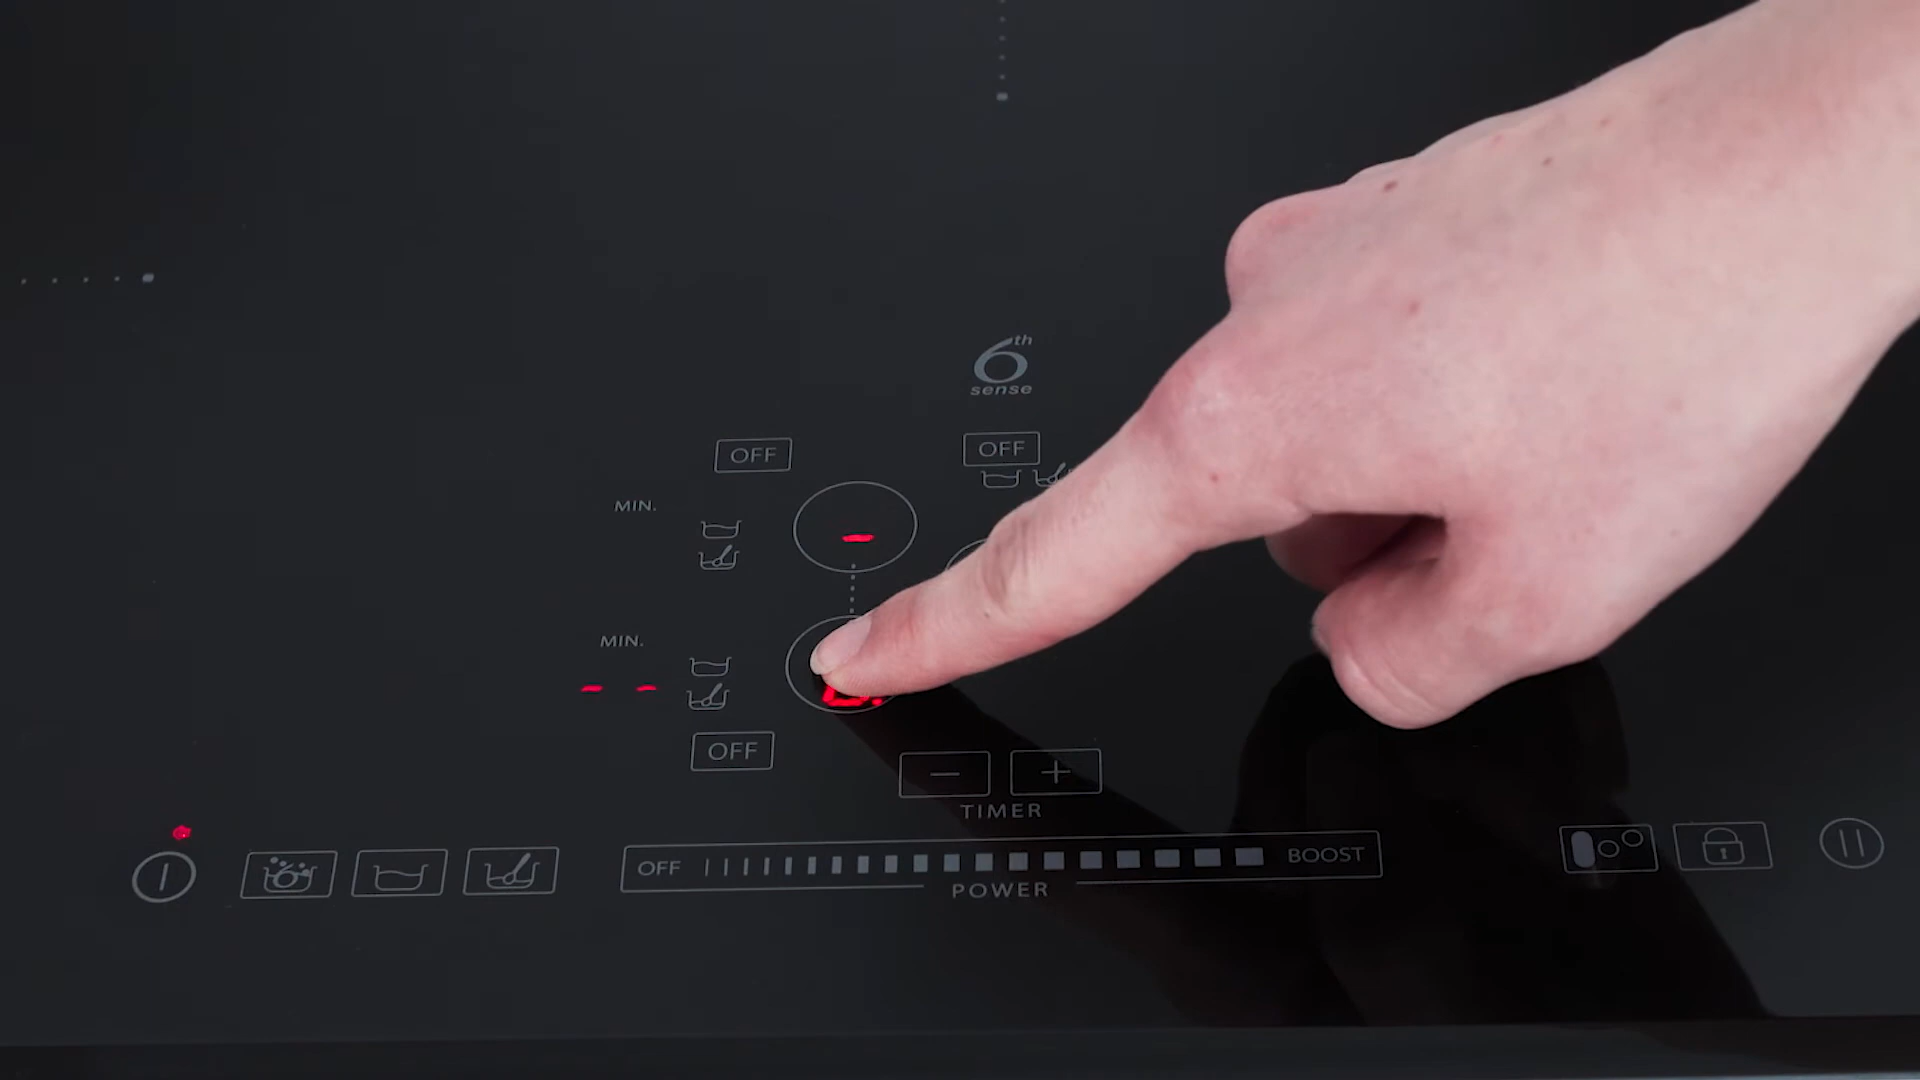 6th
sense
OFF
OFF
MIN.
MIN.
- -
OFF
- +
TIMER
OFF
BOOST
POWER